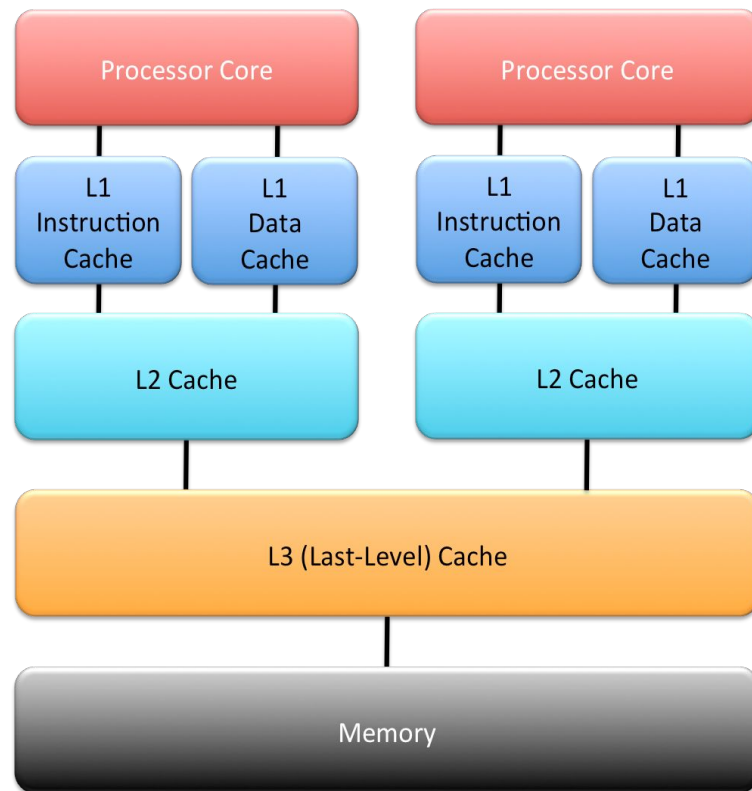 Processor Core
Processor Core
L1
Instruction
Cache
L1
Data
Cache
L1
Instruction
Cache
L1
Data
Cache
L2 Cache
L2 Cache
L3 (Last-Level) Cache
Memory